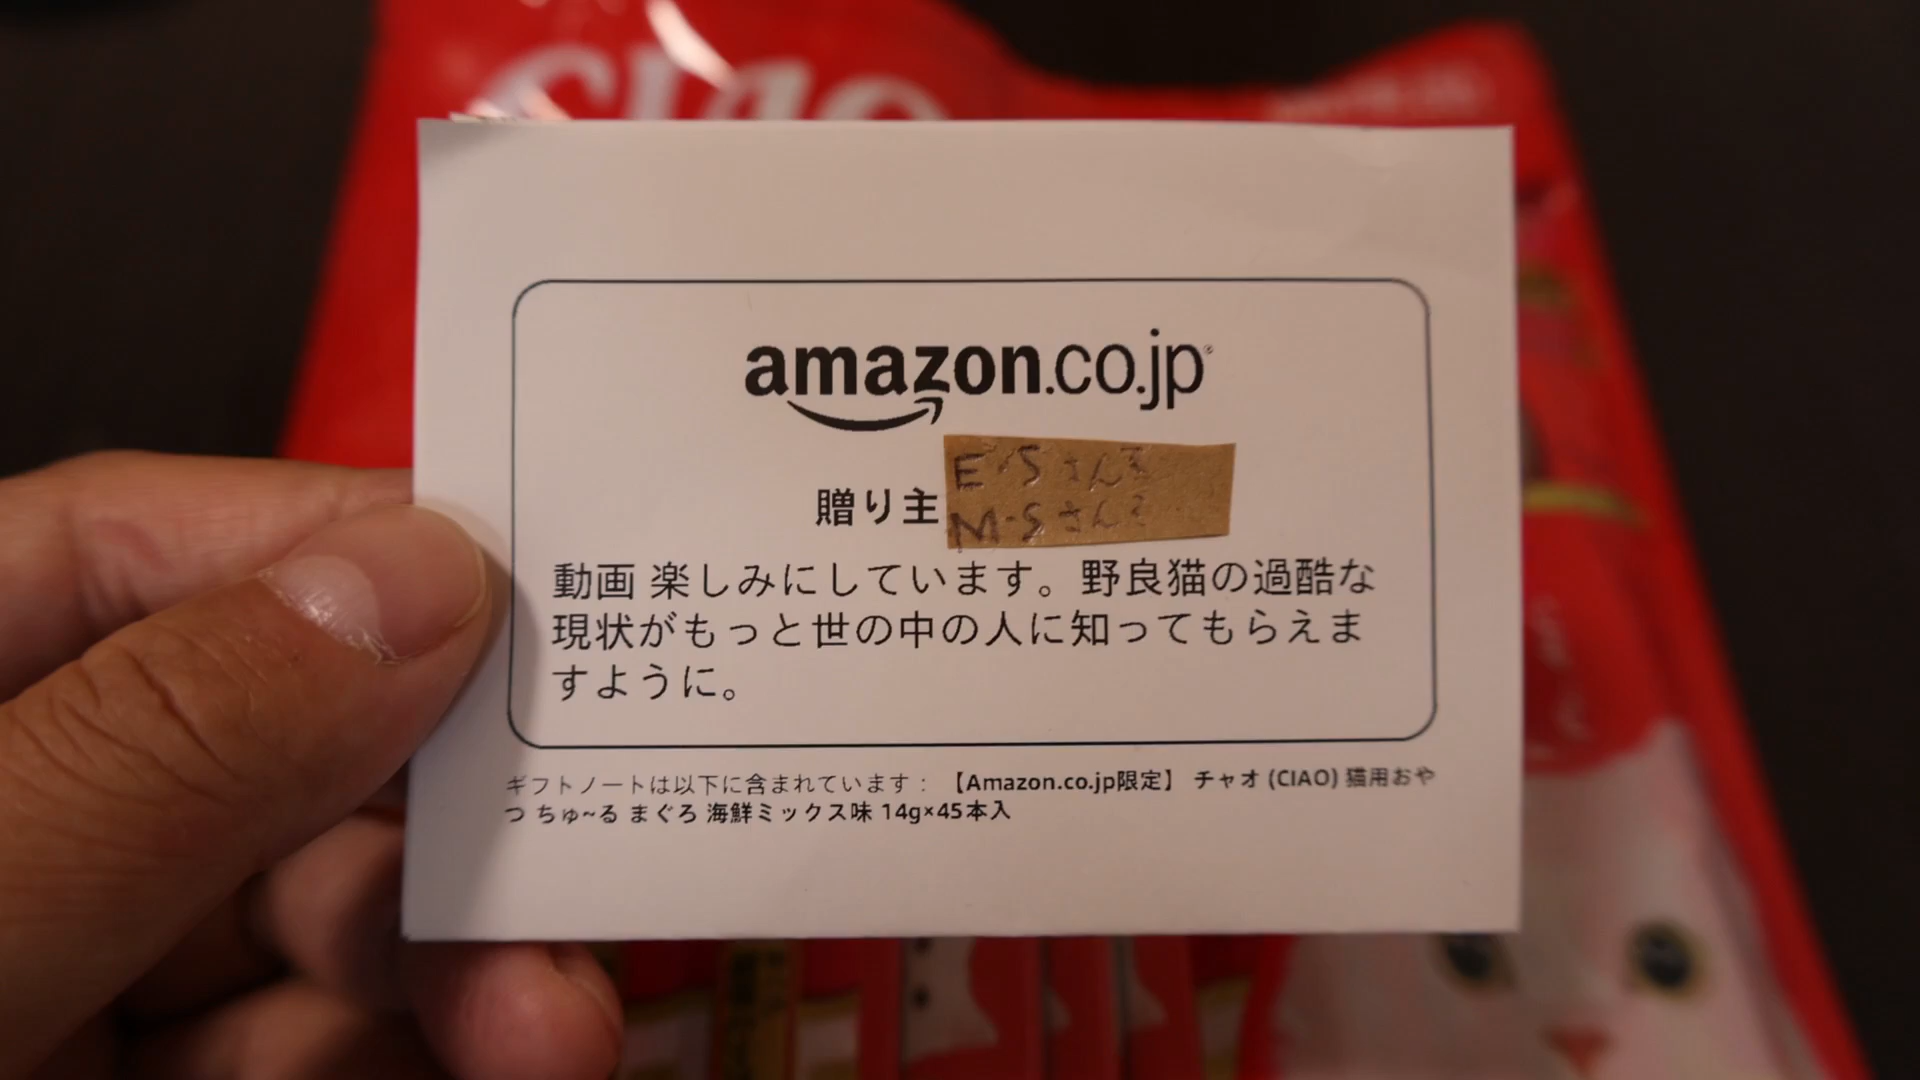 CIAO
amazon.co.jp
贈り主
E・Sさんと
M・Sさんと
動画 楽しみにしています。野良猫の過酷な
現状がもっと世の中の人に知ってもらえま
すように。
ギフトノートは以下に含まれています： 【Amazon.co.jp限定】 チャオ (CIAO) 猫用おや
つ ちゅ~る まぐろ 海鮮ミックス味 14g×45本入